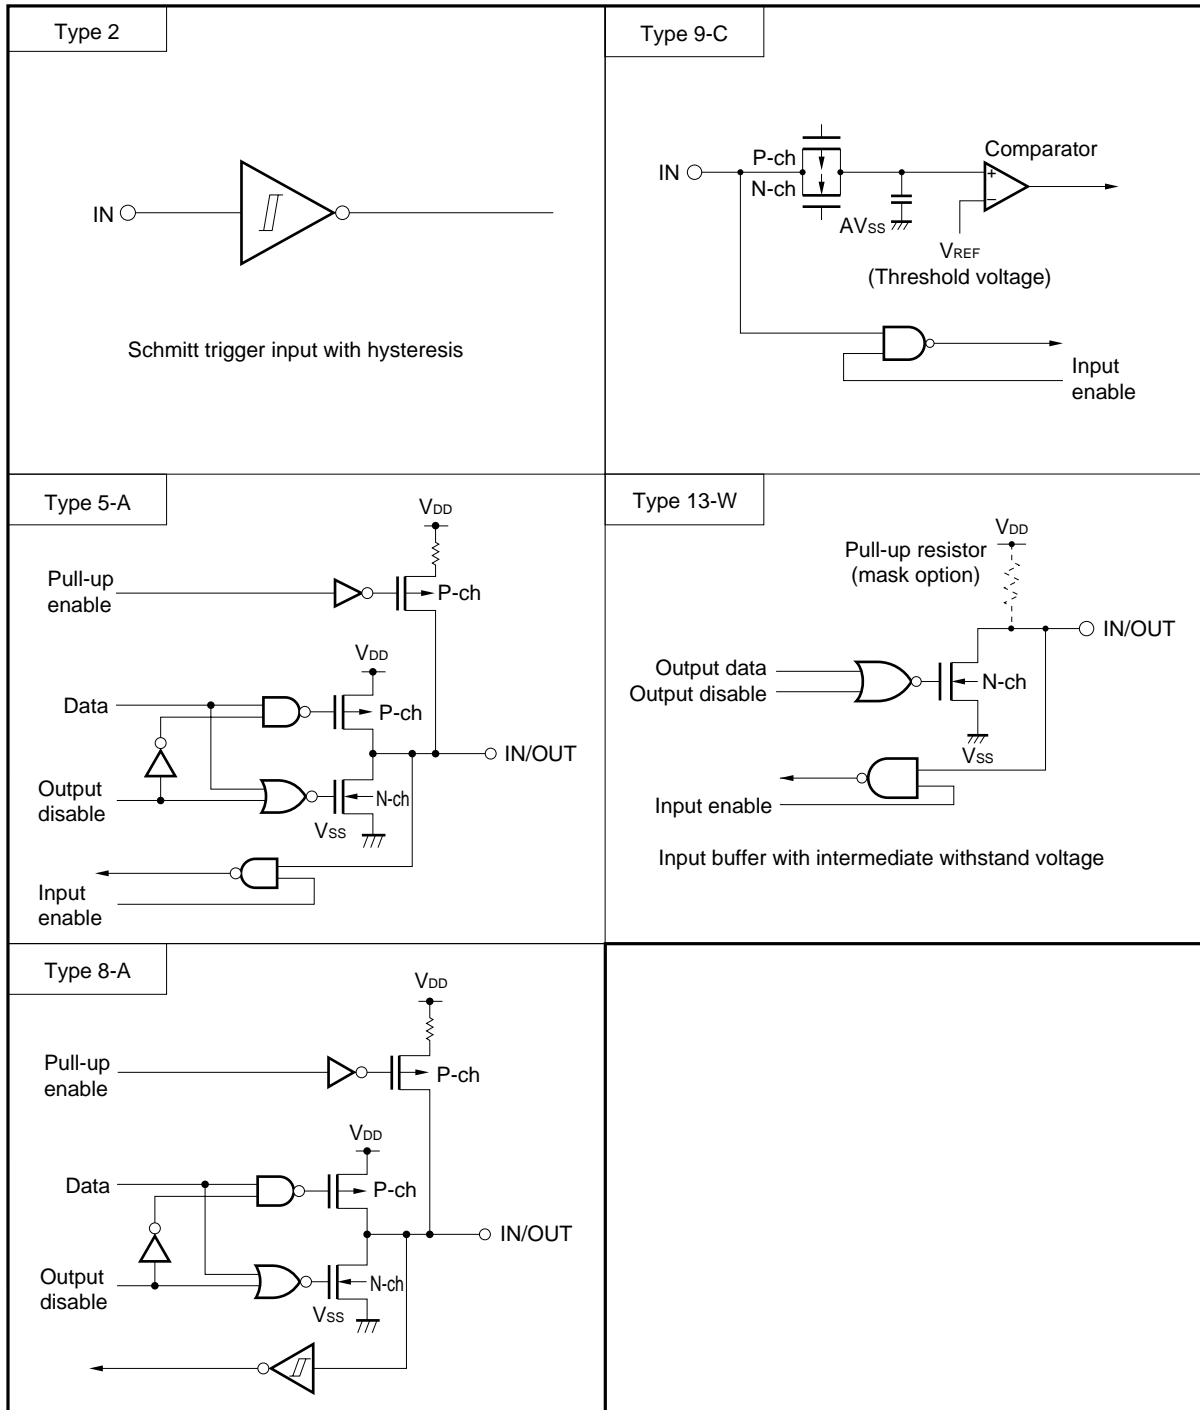 Type 2
IN
Schmitt trigger input with hysteresis
Type 9-C
IN
P-ch
N-ch
Comparator
+
−
AVSS
VREF
(Threshold voltage)
Input
enable
Type 5-A
VDD
Pull-up
enable
P-ch
VDD
Data
P-ch
IN/OUT
Output
disable
N-ch
VSS
Input
enable
Type 13-W
VDD
Pull-up resistor
(mask option)
IN/OUT
Output data
Output disable
N-ch
VSS
Input enable
Input buffer with intermediate withstand voltage
Type 8-A
VDD
Pull-up
enable
P-ch
VDD
Data
P-ch
IN/OUT
Output
disable
N-ch
VSS